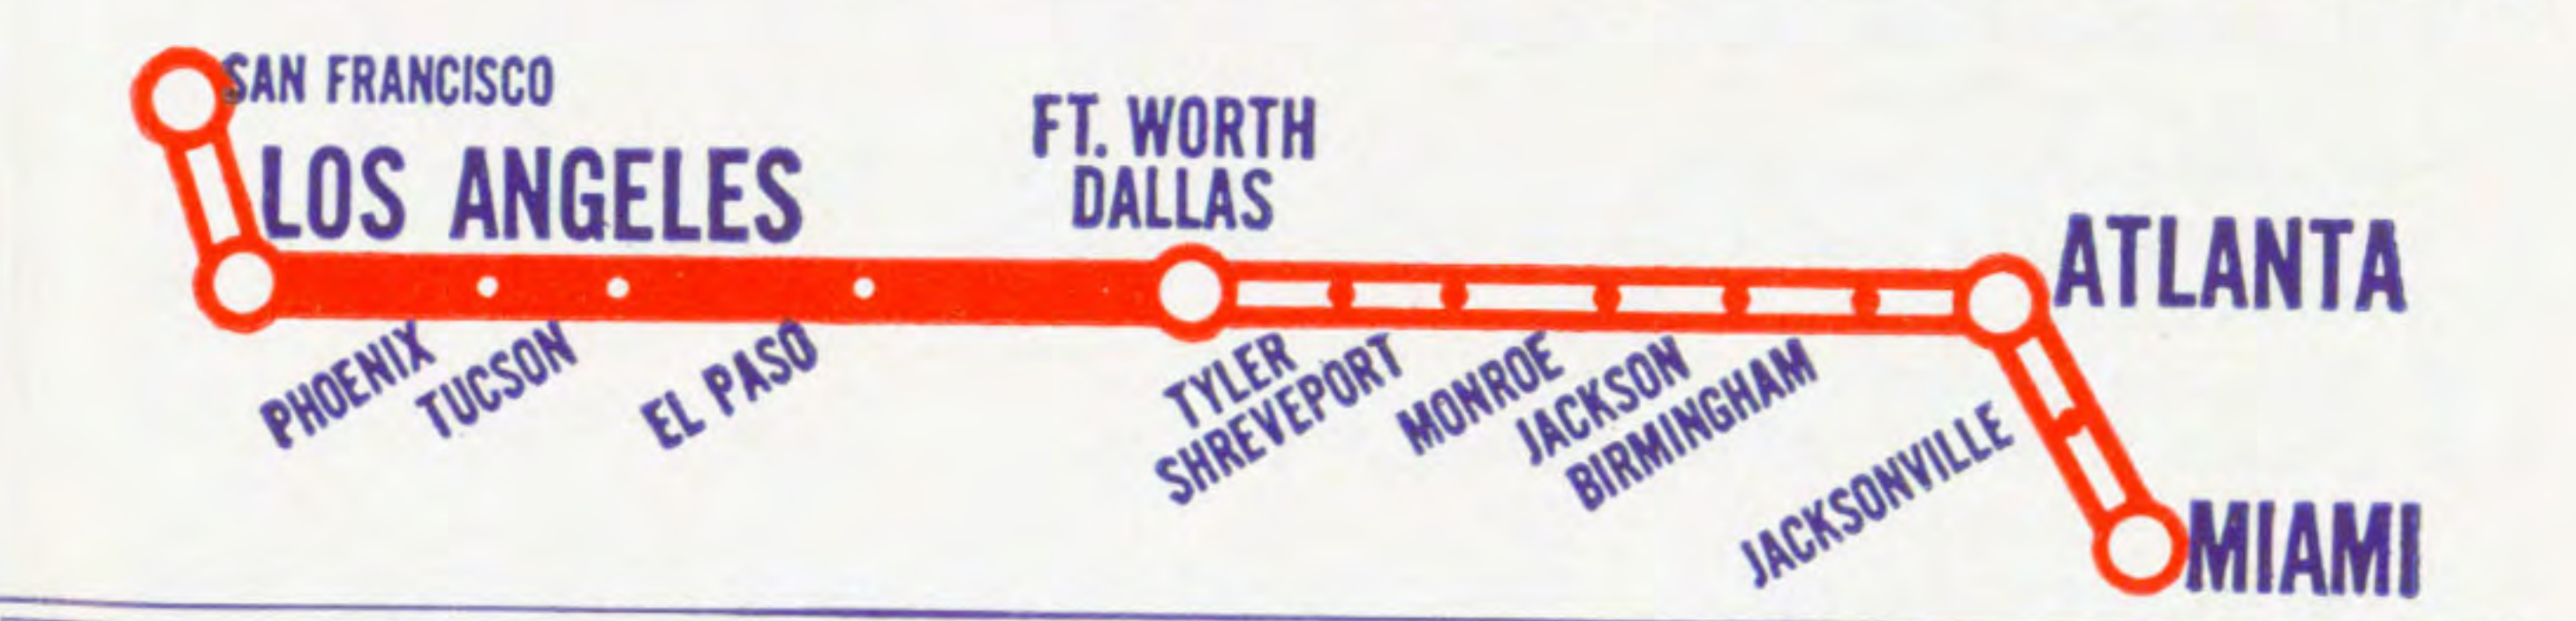 SAN FRANCISCO
LOS ANGELES
FT. WORTH
DALLAS
ATLANTA
PHOENIX
TUCSON
EL PASO
TYLER
SHREVEPORT
MONROE
JACKSON
BIRMINGHAM
JACKSONVILLE
MIAMI